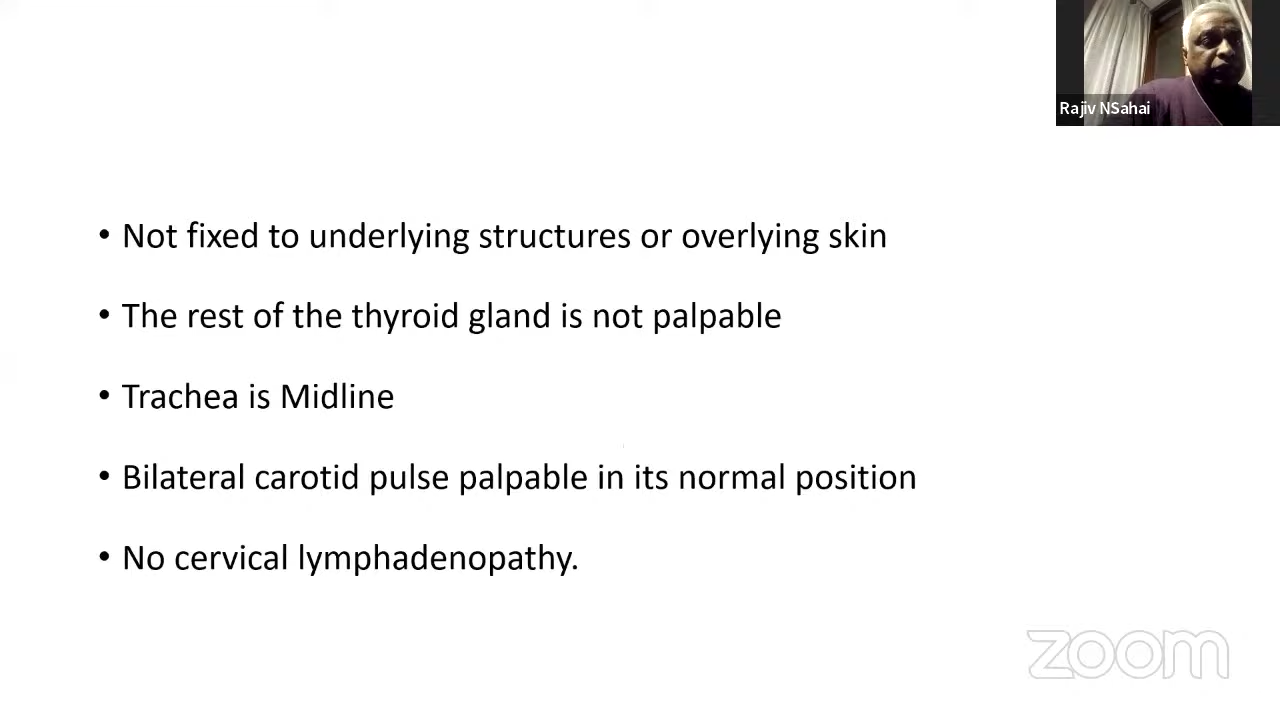 Rajiv NSahai
• Not fixed to underlying structures or overlying skin
• The rest of the thyroid gland is not palpable
• Trachea is Midline
• Bilateral carotid pulse palpable in its normal position
• No cervical lymphadenopathy.
zoom